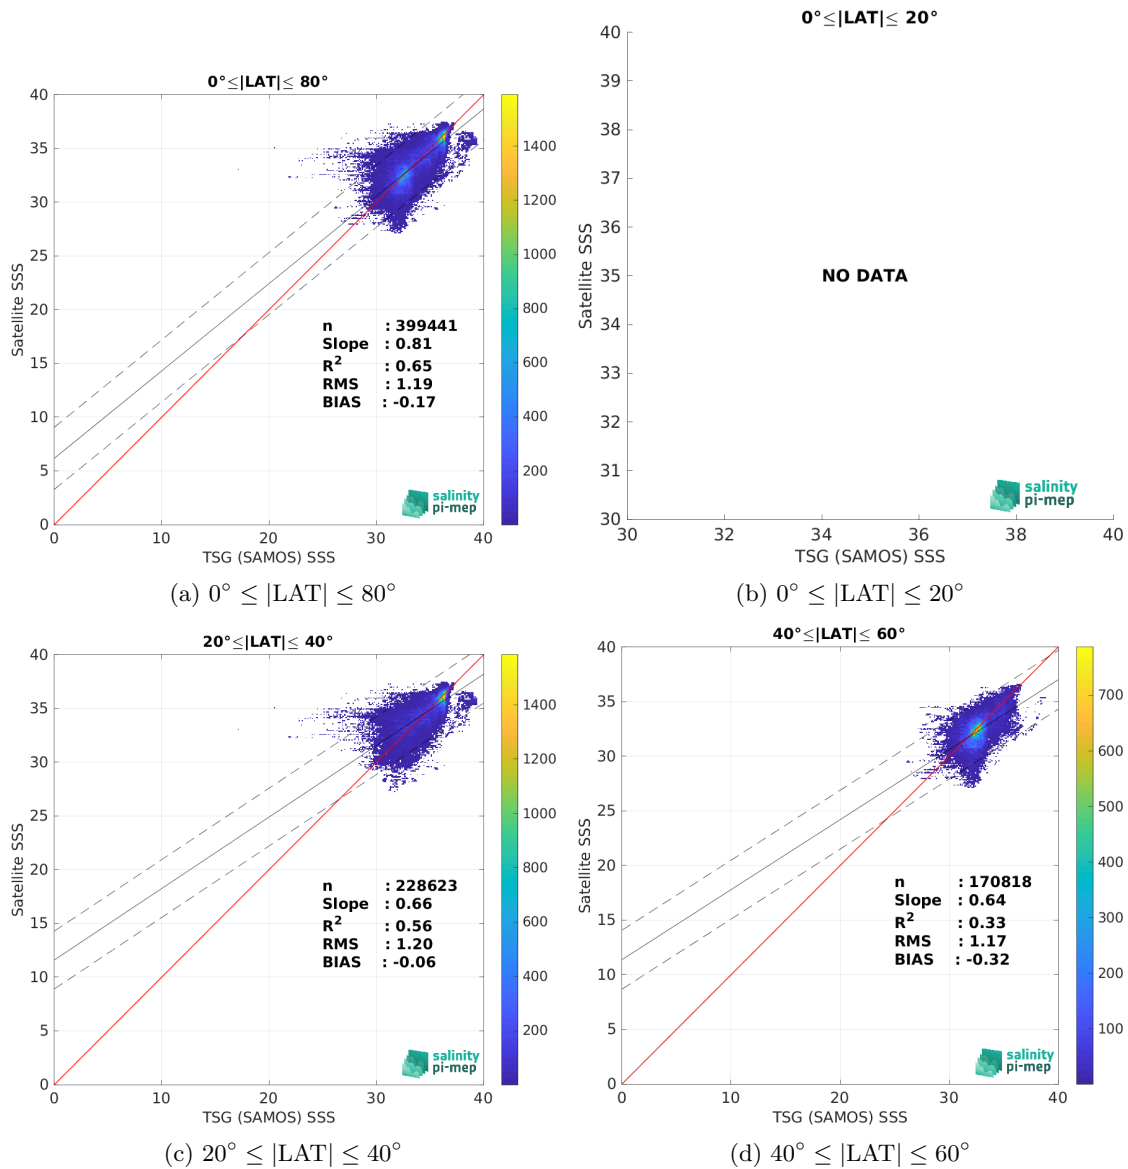 0°≤|LAT|≤ 80°
40
35
30
25
20
15
10
5
0
0
10
20
30
40
Satellite SSS
TSG (SAMOS) SSS
n : 399441
Slope : 0.81
R² : 0.65
RMS : 1.19
BIAS : -0.17
salinity
pi-mep
1400
1200
1000
800
600
400
200
(a) 0° ≤ |LAT| ≤ 80°
0°≤|LAT|≤ 20°
40
39
38
37
36
35
34
33
32
31
30
30
32
34
36
38
40
Satellite SSS
TSG (SAMOS) SSS
NO DATA
salinity
pi-mep
(b) 0° ≤ |LAT| ≤ 20°
20°≤|LAT|≤ 40°
40
35
30
25
20
15
10
5
0
0
10
20
30
40
Satellite SSS
TSG (SAMOS) SSS
n : 228623
Slope : 0.66
R² : 0.56
RMS : 1.20
BIAS : -0.06
salinity
pi-mep
1400
1200
1000
800
600
400
200
(c) 20° ≤ |LAT| ≤ 40°
40°≤|LAT|≤ 60°
40
35
30
25
20
15
10
5
0
0
10
20
30
40
Satellite SSS
TSG (SAMOS) SSS
n : 170818
Slope : 0.64
R² : 0.33
RMS : 1.17
BIAS : -0.32
salinity
pi-mep
700
600
500
400
300
200
100
(d) 40° ≤ |LAT| ≤ 60°